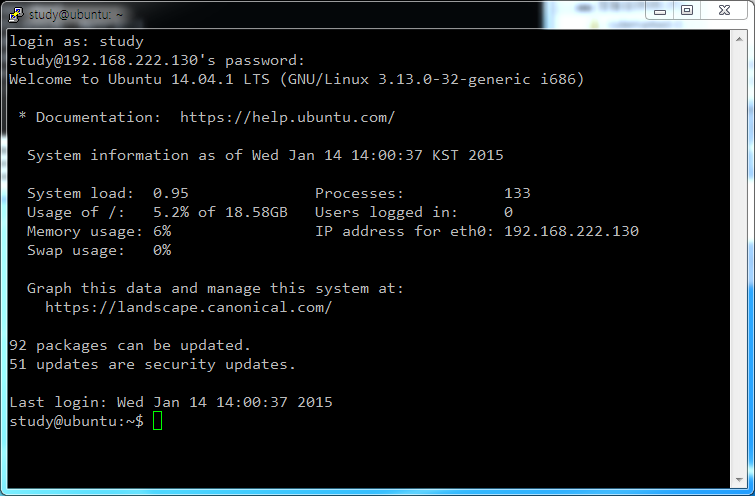 study@ubuntu: ~
login as: study
study@192.168.222.130's password:
Welcome to Ubuntu 14.04.1 LTS (GNU/Linux 3.13.0-32-generic i686)
* Documentation:  https://help.ubuntu.com/
System information as of Wed Jan 14 14:00:37 KST 2015
System load:  0.95              Processes:           133
Usage of /:   5.2% of 18.58GB   Users logged in:     0
Memory usage: 6%                IP address for eth0: 192.168.222.130
Swap usage:   0%
Graph this data and manage this system at:
https://landscape.canonical.com/
92 packages can be updated.
51 updates are security updates.
Last login: Wed Jan 14 14:00:37 2015
study@ubuntu:~$